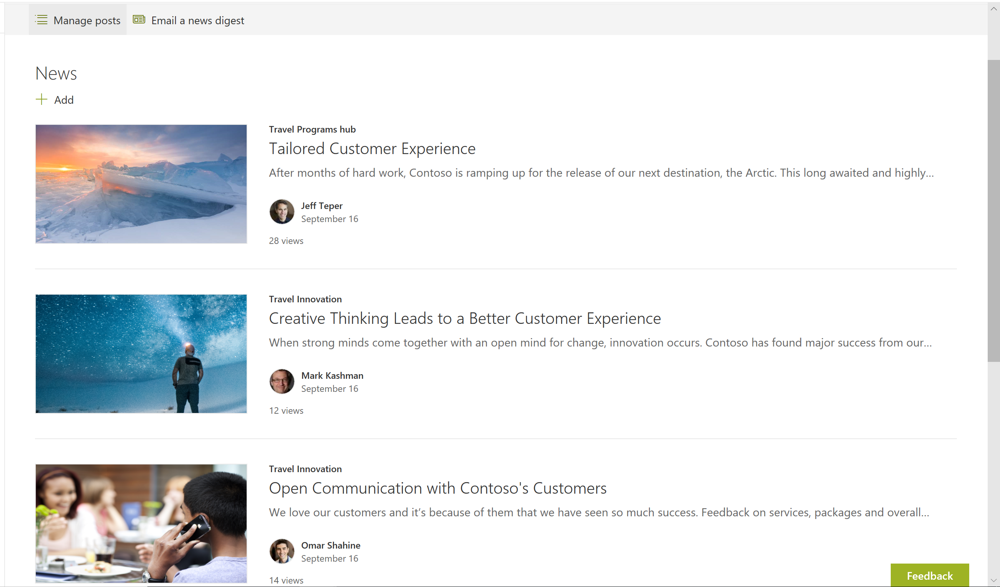 Manage posts
Email a news digest
News
Add
Travel Programs hub
Tailored Customer Experience
After months of hard work, Contoso is ramping up for the release of our next destination, the Arctic. This long awaited and highly...
Jeff Teper
September 16
28 views
Travel Innovation
Creative Thinking Leads to a Better Customer Experience
When strong minds come together with an open mind for change, innovation occurs. Contoso has found major success from our...
Mark Kashman
September 16
12 views
Travel Innovation
Open Communication with Contoso's Customers
We love our customers and it’s because of them that we have seen so much success. Feedback on services, packages and overall...
Omar Shahine
September 16
14 views
Feedback